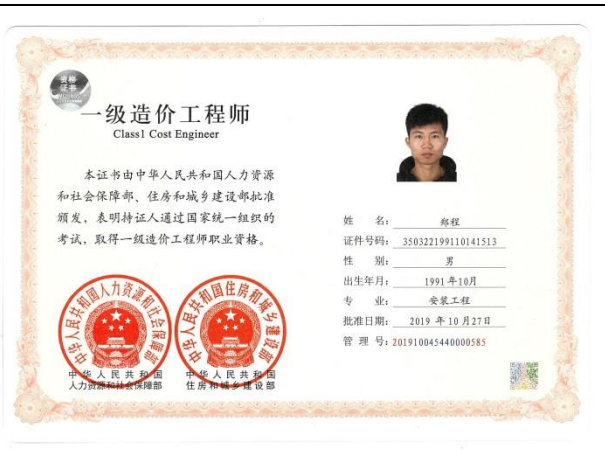 资格证书
一级造价工程师
Class1 Cost Engineer
本证书由中华人民共和国人力资源
和社会保障部、住房和城乡建设部批准
颁发，表明持证人通过国家统一组织的
考试，取得一级造价工程师职业资格。
中华人民共和国人力资源和社会保障部
中华人民共和国住房和城乡建设部
中华人民共和国
人力资源和社会保障部
中华人民共和国
住房和城乡建设部
姓 名： 郑程
证件号码： 350322199110141513
性 别： 男
出生年月： 1991年10月
专 业： 安装工程
批准日期： 2019 年 10 月27日
管 理 号：201910045440000585